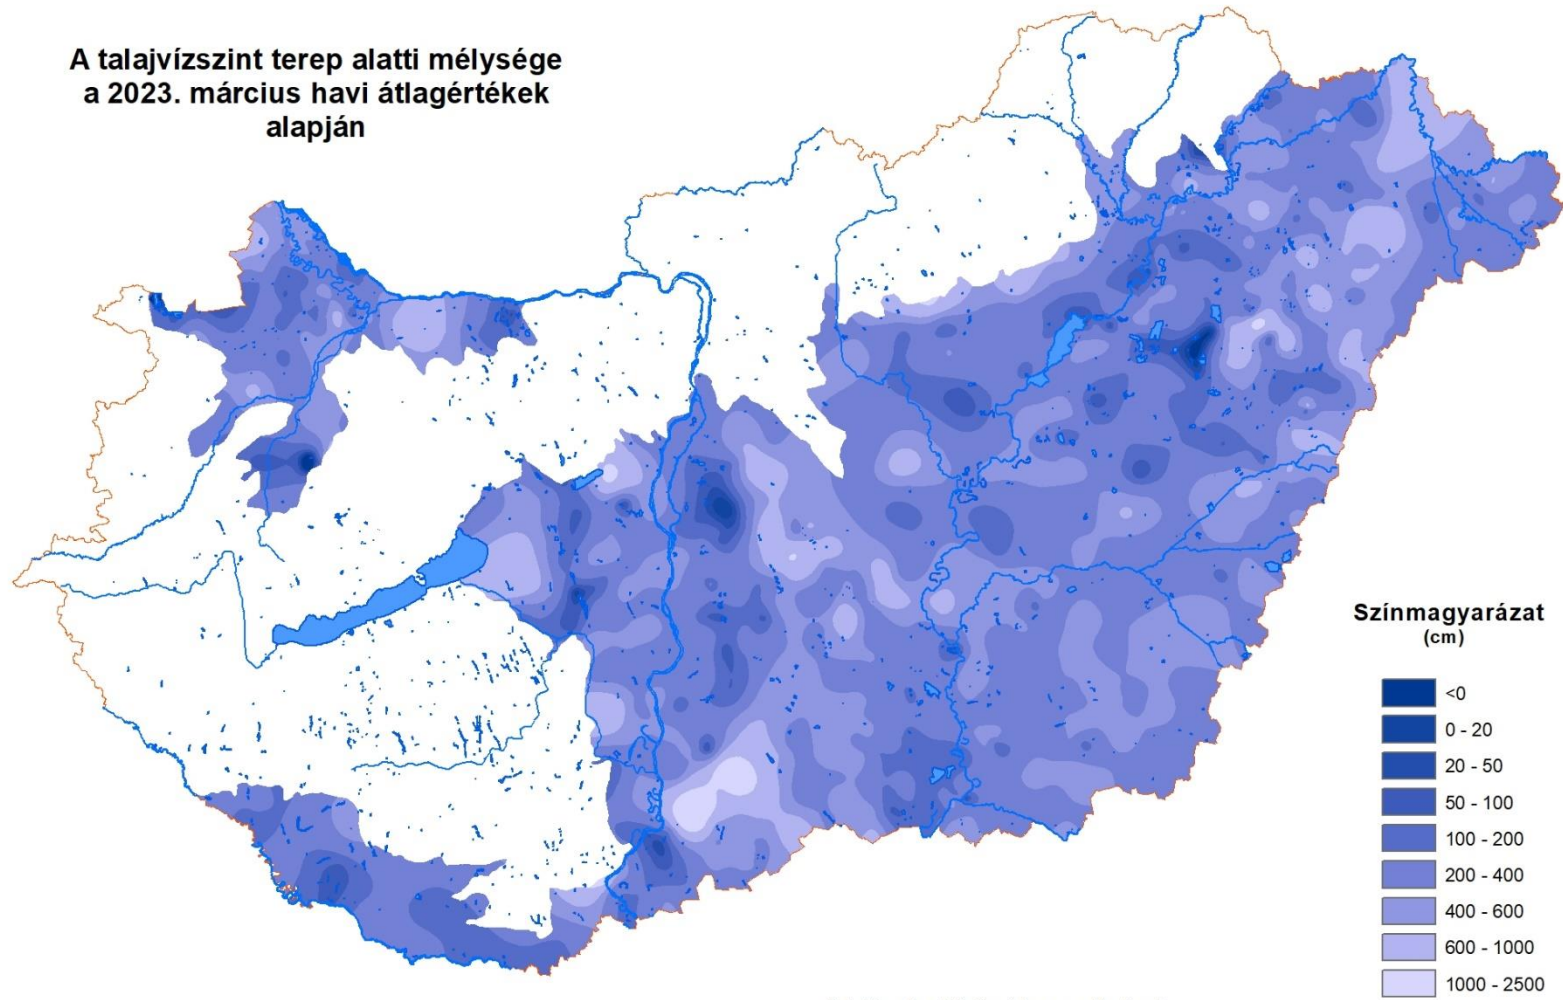 A talajvízszint terep alatti mélysége
a 2023. március havi átlagértékek
alapján
Színmagyarázat
(cm)
<0
0 - 20
20 - 50
50 - 100
100 - 200
200 - 400
400 - 600
600 - 1000
1000 - 2500